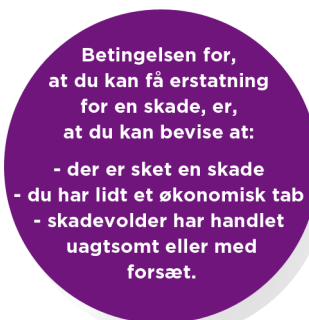 Betingelsen for,
at du kan få erstatning
for en skade, er,
at du kan bevise at:
- der er sket en skade
- du har lidt et økonomisk tab
- skadevolder har handlet
uagtsomt eller med
forsæt.